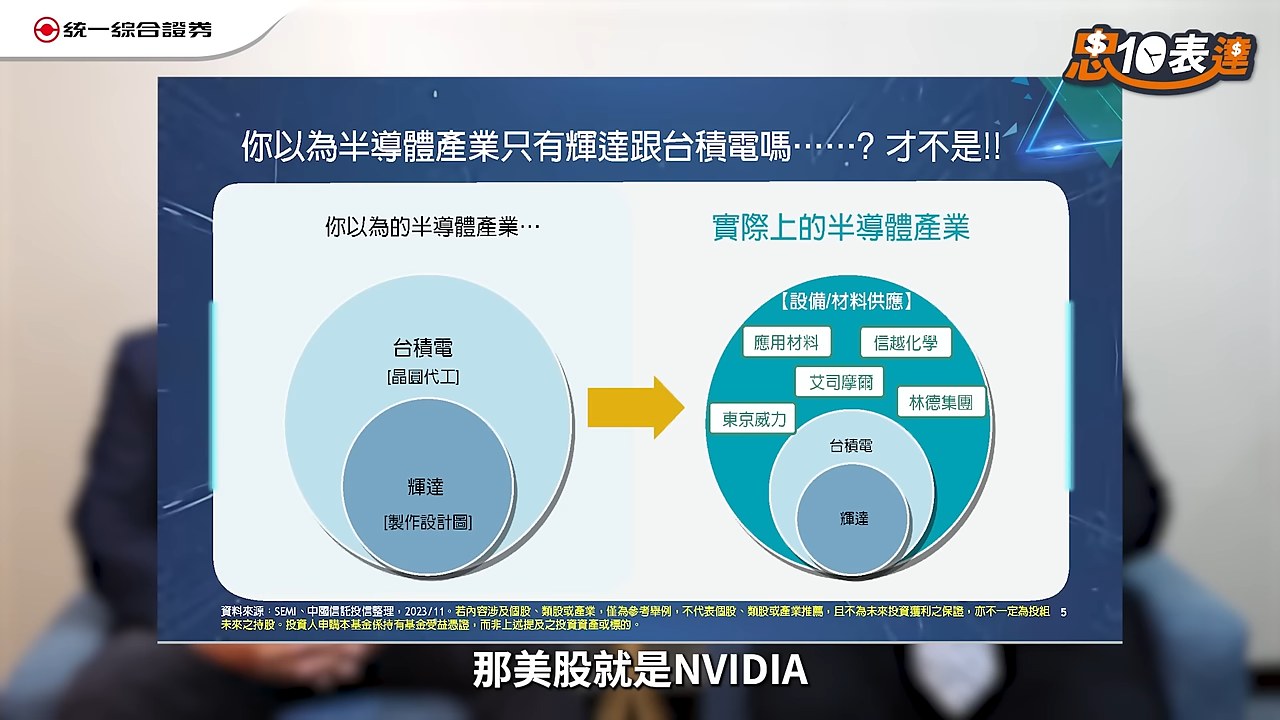 統一綜合證券
思10表達
你以為半導體產業只有輝達跟台積電嗎……? 才不是!!
你以為的半導體產業…
台積電
[晶圓代工]
輝達
[製作設計圖]
實際上的半導體產業
【設備/材料供應】
應用材料
信越化學
艾司摩爾
林德集團
東京威力
台積電
輝達
資料來源：SEMI、中國信託投信整理，2023/11。若內容涉及個股、類股或產業，僅為參考舉例，不代表個股、類股或產業推薦，且不為未來投資獲利之保證，亦不一定為投組
未來之持股。投資人申購本基金係持有基金受益憑證，而非上述提及之投資資產或標的。
5
那美股就是NVIDIA